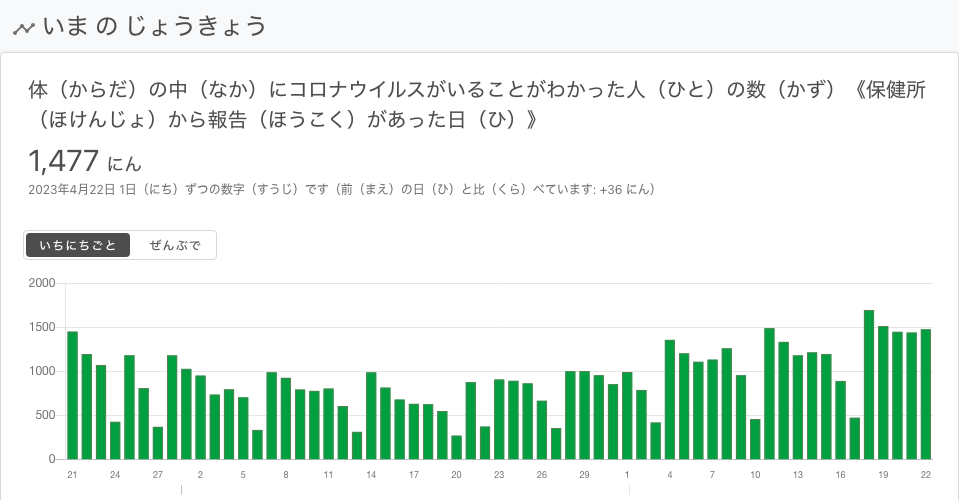 いま の じょうきょう
体（からだ）の中（なか）にコロナウイルスがいることがわかった人（ひと）の数（かず）《保健所
（ほけんじょ）から報告（ほうこく）があった日（ひ）》
1,477 にん
2023年4月22日 1日（にち）ずつの数字（すうじ）です（前（まえ）の日（ひ）と比（くら）べています: +36 にん）
いちにちごと ぜんぶで
2000
1500
1000
500
0
21 24 27 2 5 8 11 14 17 20 23 26 29 1 4 7 10 13 16 19 22